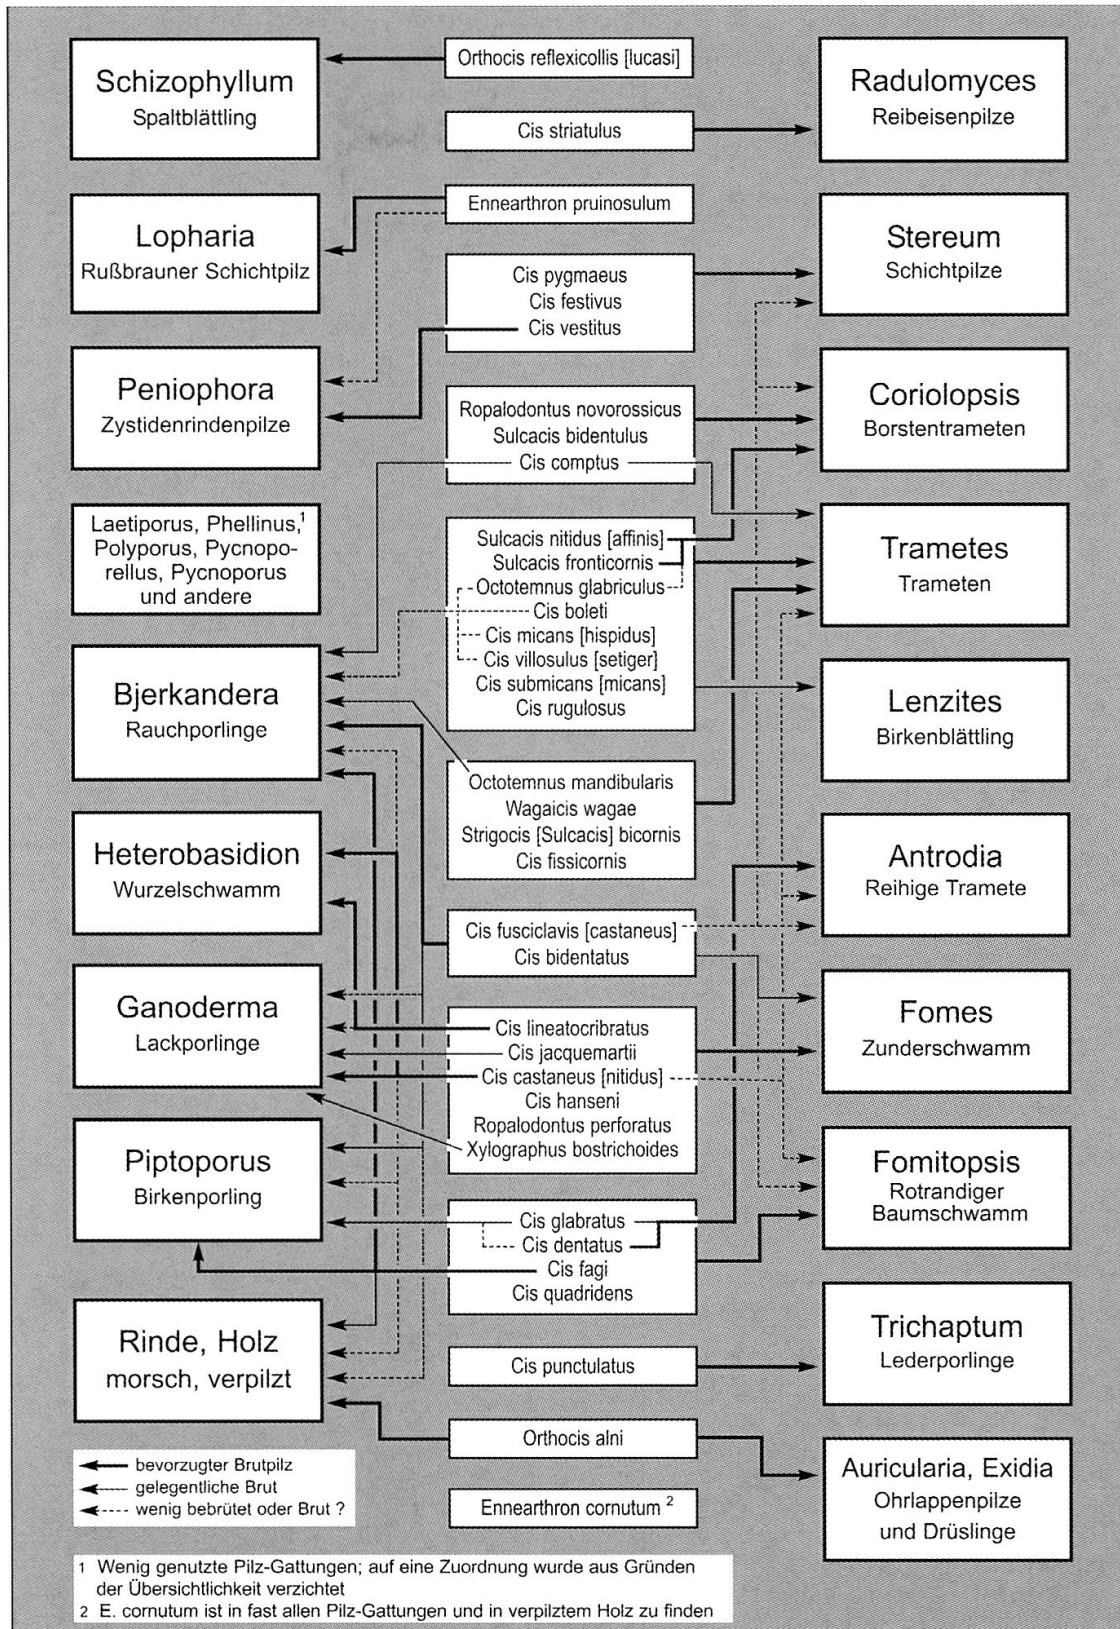 Schizophyllum
Spaltblättling
Lopharia
Rußbrauner Schichtpilz
Peniophora
Zystidenrindenpilze
Laetiporus, Phellinus,¹
Polyporus, Pycnopo-
rellus, Pycnoporus
und andere
Bjerkandera
Rauchporlinge
Heterobasidion
Wurzelschwamm
Ganoderma
Lackporlinge
Piptoporus
Birkenporling
Rinde, Holz
morsch, verpilzt
Orthocis reflexicollis [lucasi]
Cis striatulus
Ennearthron pruinosulum
Cis pygmaeus
Cis festivus
Cis vestitus
Ropalodontus novorossicus
Sulcacis bidentulus
Cis comptus
Sulcacis nitidus [affinis]
Sulcacis fronticornis
Octotemnus glabriculus
Cis boleti
Cis micans [hispidus]
Cis villosulus [setiger]
Cis submicans [micans]
Cis rugulosus
Octotemnus mandibularis
Wagaicis wagae
Strigocis [Sulcacis] bicornis
Cis fissicornis
Cis fusciclavis [castaneus]
Cis bidentatus
Cis lineatocribratus
Cis jacquemartii
Cis castaneus [nitidus]
Cis hanseni
Ropalodontus perforatus
Xylographus bostrichoides
Cis glabratus
Cis dentatus
Cis fagi
Cis quadridens
Cis punctulatus
Orthocis alni
Ennearthron cornutum ²
Radulomyces
Reibeisenpilze
Stereum
Schichtpilze
Coriolopsis
Borstentrameten
Trametes
Trameten
Lenzites
Birkenblättling
Antrodia
Reihige Tramete
Fomes
Zunderschwamm
Fomitopsis
Rotrandiger
Baumschwamm
Trichaptum
Lederporlinge
Auricularia, Exidia
Ohrlappenpilze
und Drüslinge
bevorzugter Brutpilz
gelegentliche Brut
wenig bebrütet oder Brut ?
1 Wenig genutzte Pilz-Gattungen; auf eine Zuordnung wurde aus Gründen
der Übersichtlichkeit verzichtet
2 E. cornutum ist in fast allen Pilz-Gattungen und in verpilztem Holz zu finden